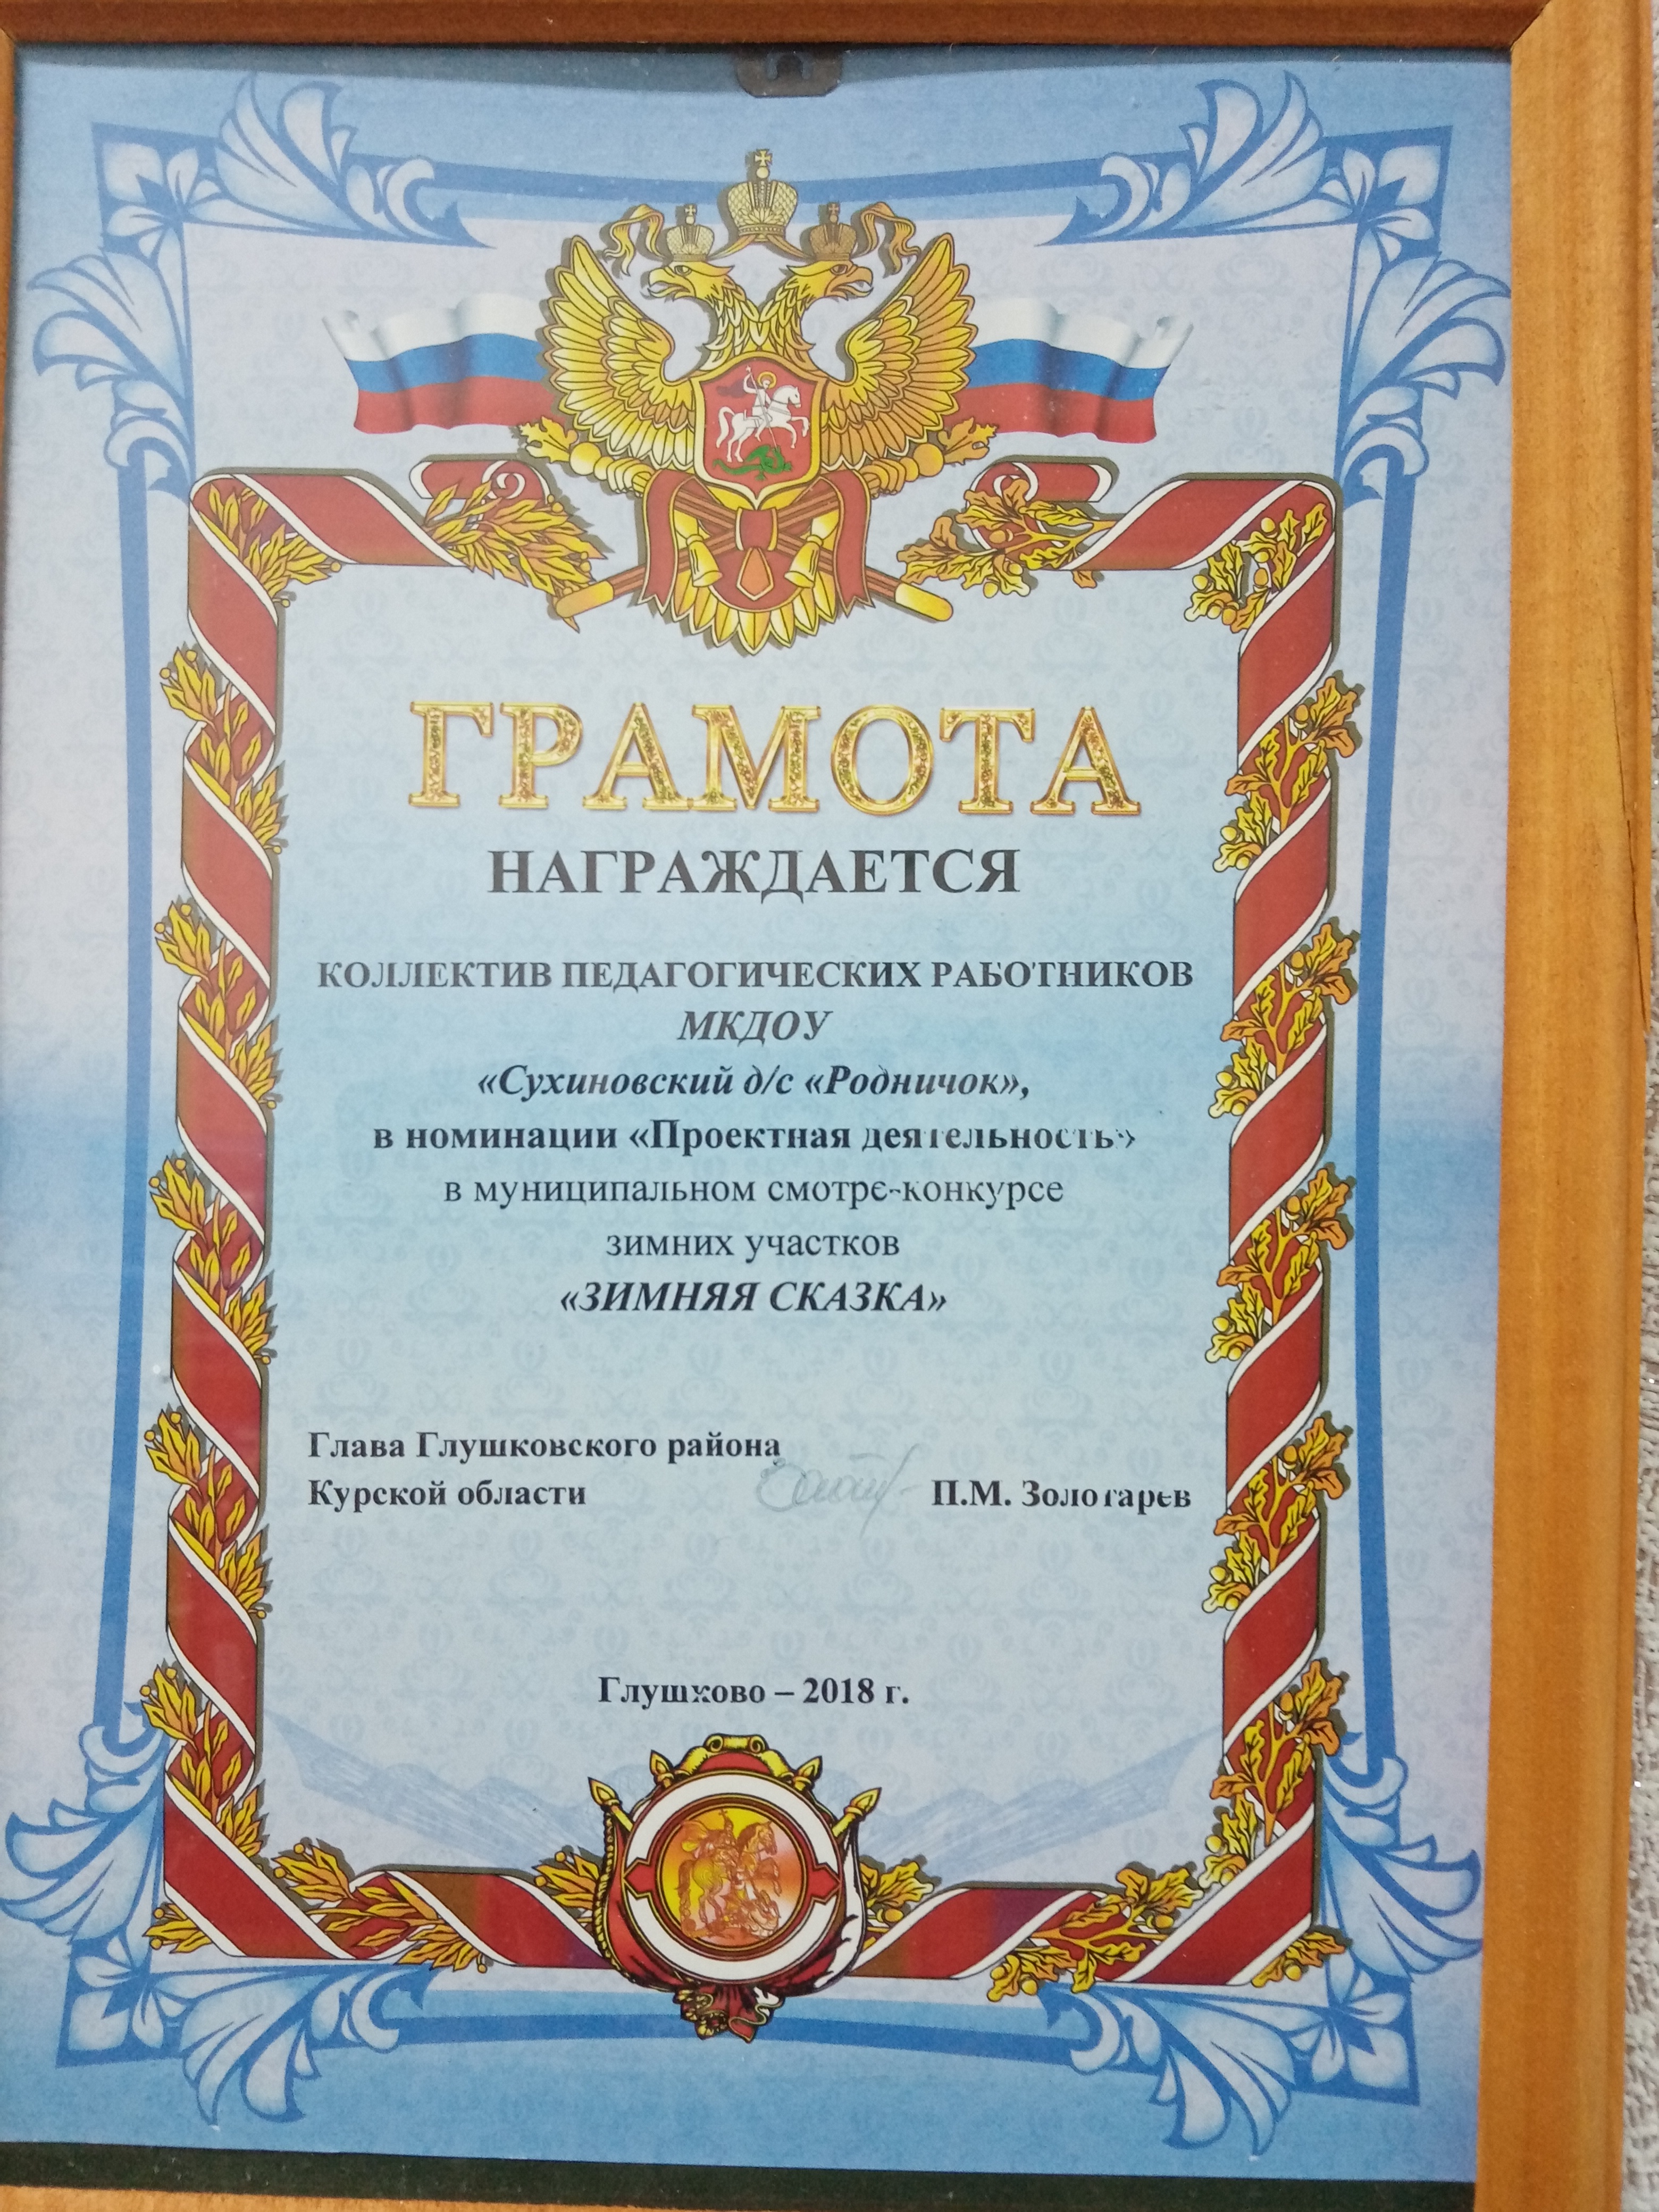 ГРАМОТА
НАГРАЖДАЕТСЯ
КОЛЛЕКТИВ ПЕДАГОГИЧЕСКИХ РАБОТНИКОВ
МКДОУ
«Сухиновский д/с «Родничок»,
в номинации «Проектная деятельность»
в муниципальном смотре-конкурсе
зимних участков
«ЗИМНЯЯ СКАЗКА»
Глава Глушковского района
Курской области П.М. Золотарев
Глушково – 2018 г.